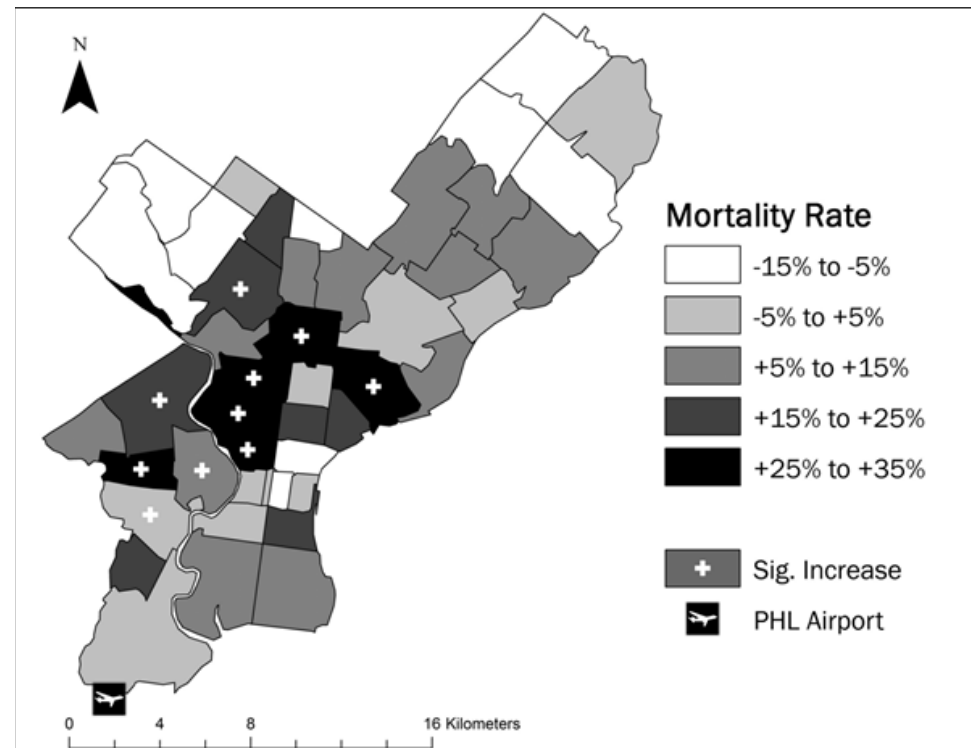 N
Mortality Rate
-15% to -5%
-5% to +5%
+5% to +15%
+15% to +25%
+25% to +35%
Sig. Increase
PHL Airport
0 4 8 16 Kilometers